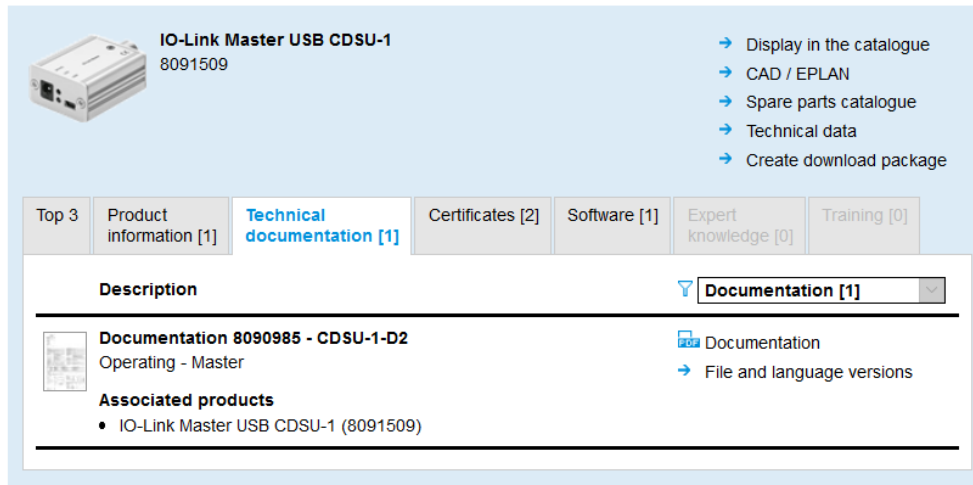 IO-Link Master USB CDSU-1
8091509
Display in the catalogue
CAD / EPLAN
Spare parts catalogue
Technical data
Create download package
Top 3
Product
information [1]
Technical
documentation [1]
Certificates [2]
Software [1]
Expert
knowledge [0]
Training [0]
Description
Documentation [1]
Documentation 8090985 - CDSU-1-D2
Operating - Master
PDF Documentation
File and language versions
Associated products
• IO-Link Master USB CDSU-1 (8091509)